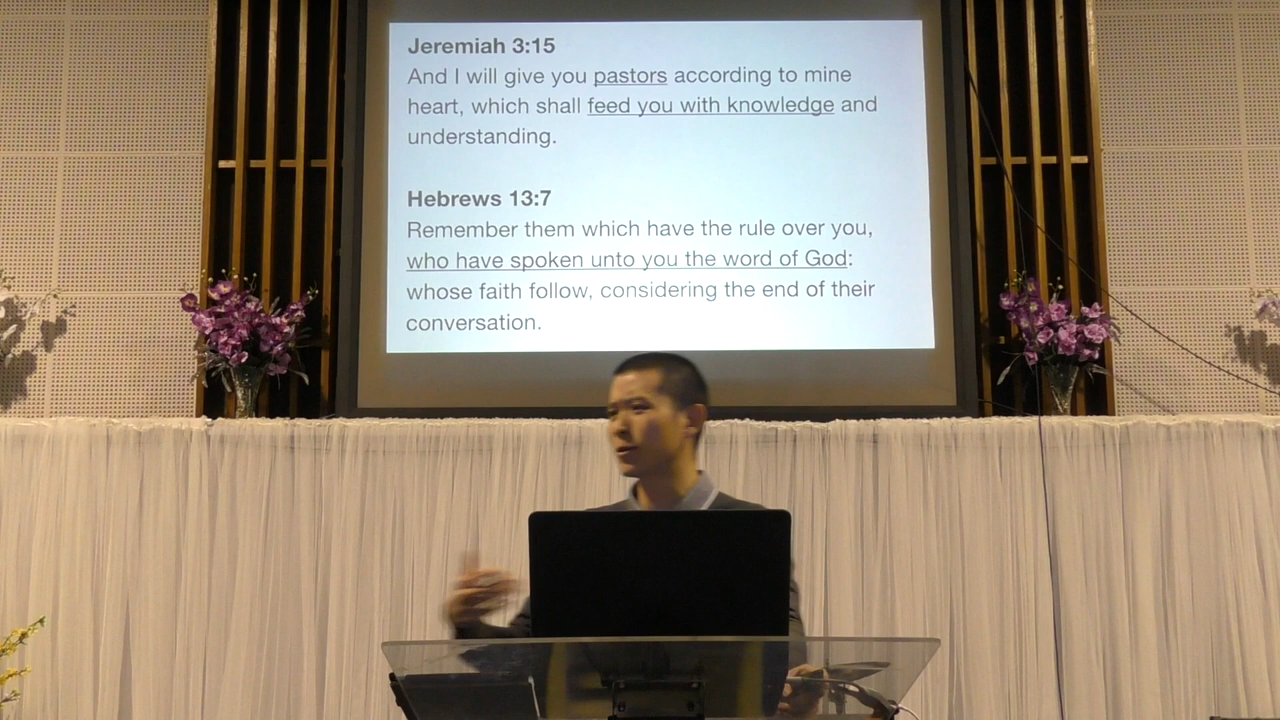 Jeremiah 3:15
And I will give you pastors according to mine
heart, which shall feed you with knowledge and
understanding.
Hebrews 13:7
Remember them which have the rule over you,
who have spoken unto you the word of God:
whose faith follow, considering the end of their
conversation.